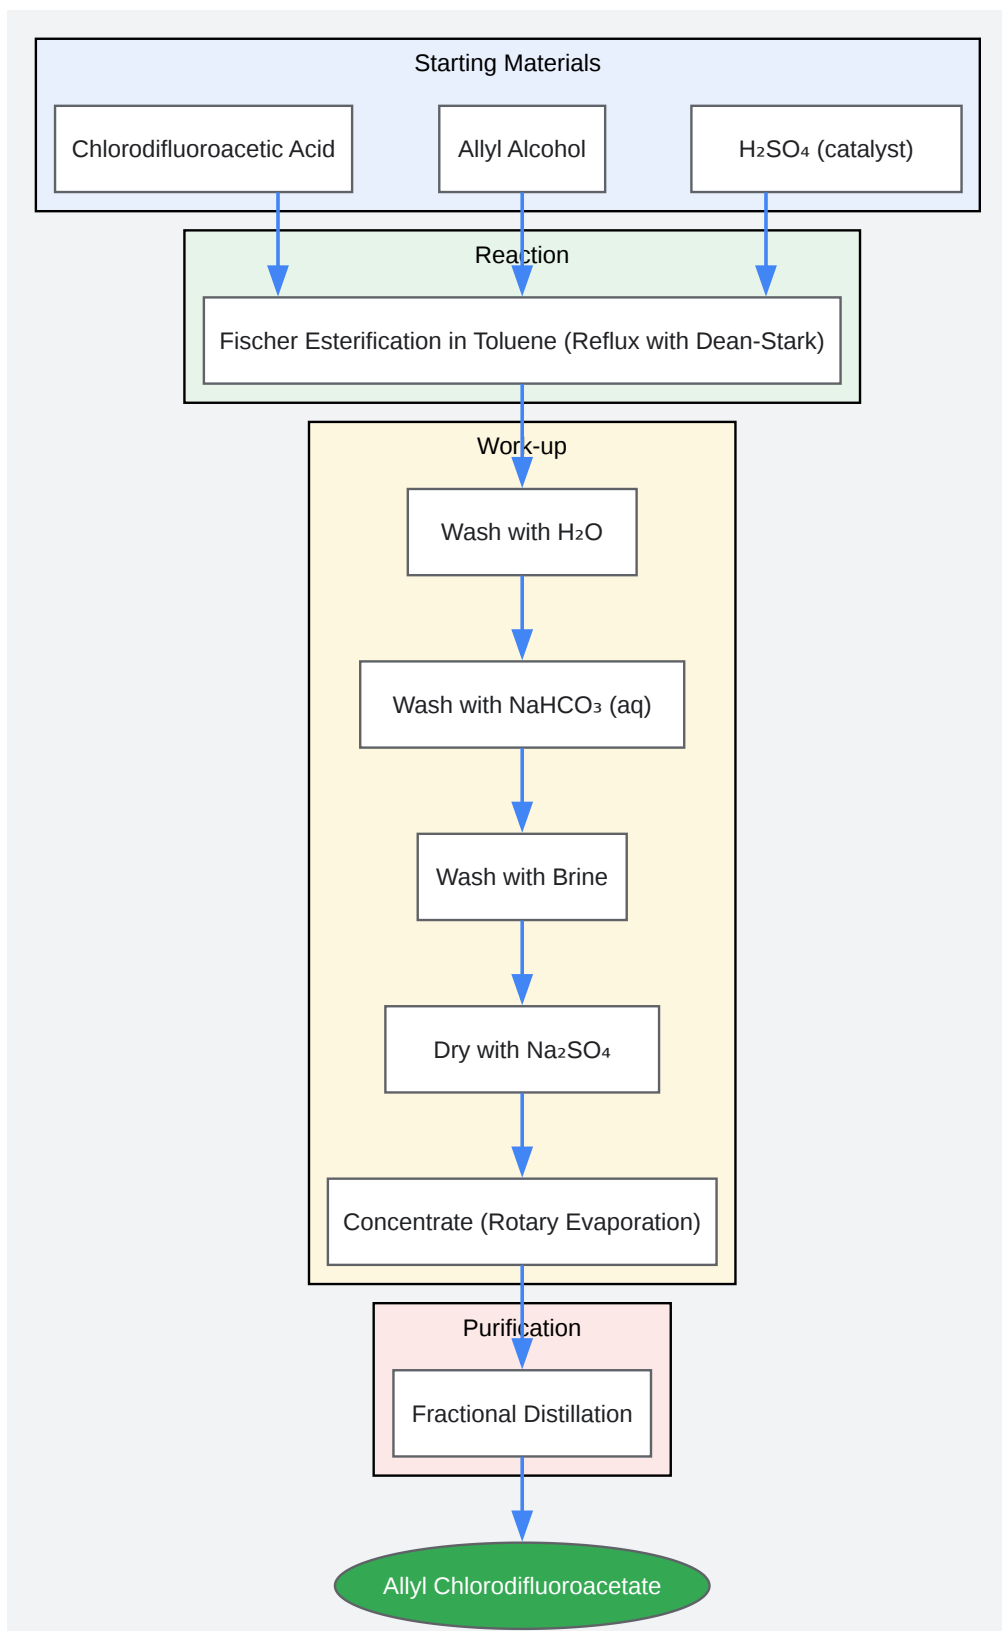 Starting Materials
Chlorodifluoroacetic Acid
Allyl Alcohol
H₂SO₄ (catalyst)
Reaction
Fischer Esterification in Toluene (Reflux with Dean-Stark)
Work-up
Wash with H₂O
Wash with NaHCO₃ (aq)
Wash with Brine
Dry with Na₂SO₄
Concentrate (Rotary Evaporation)
Purification
Fractional Distillation
Allyl Chlorodifluoroacetate